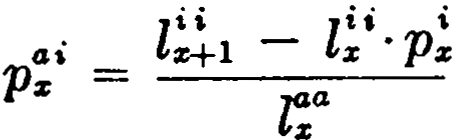 p_x^{ai} = \frac{l_{x+1}^{ii} - l_x^{ii} \cdot p_x^i}{l_x^{aa}}